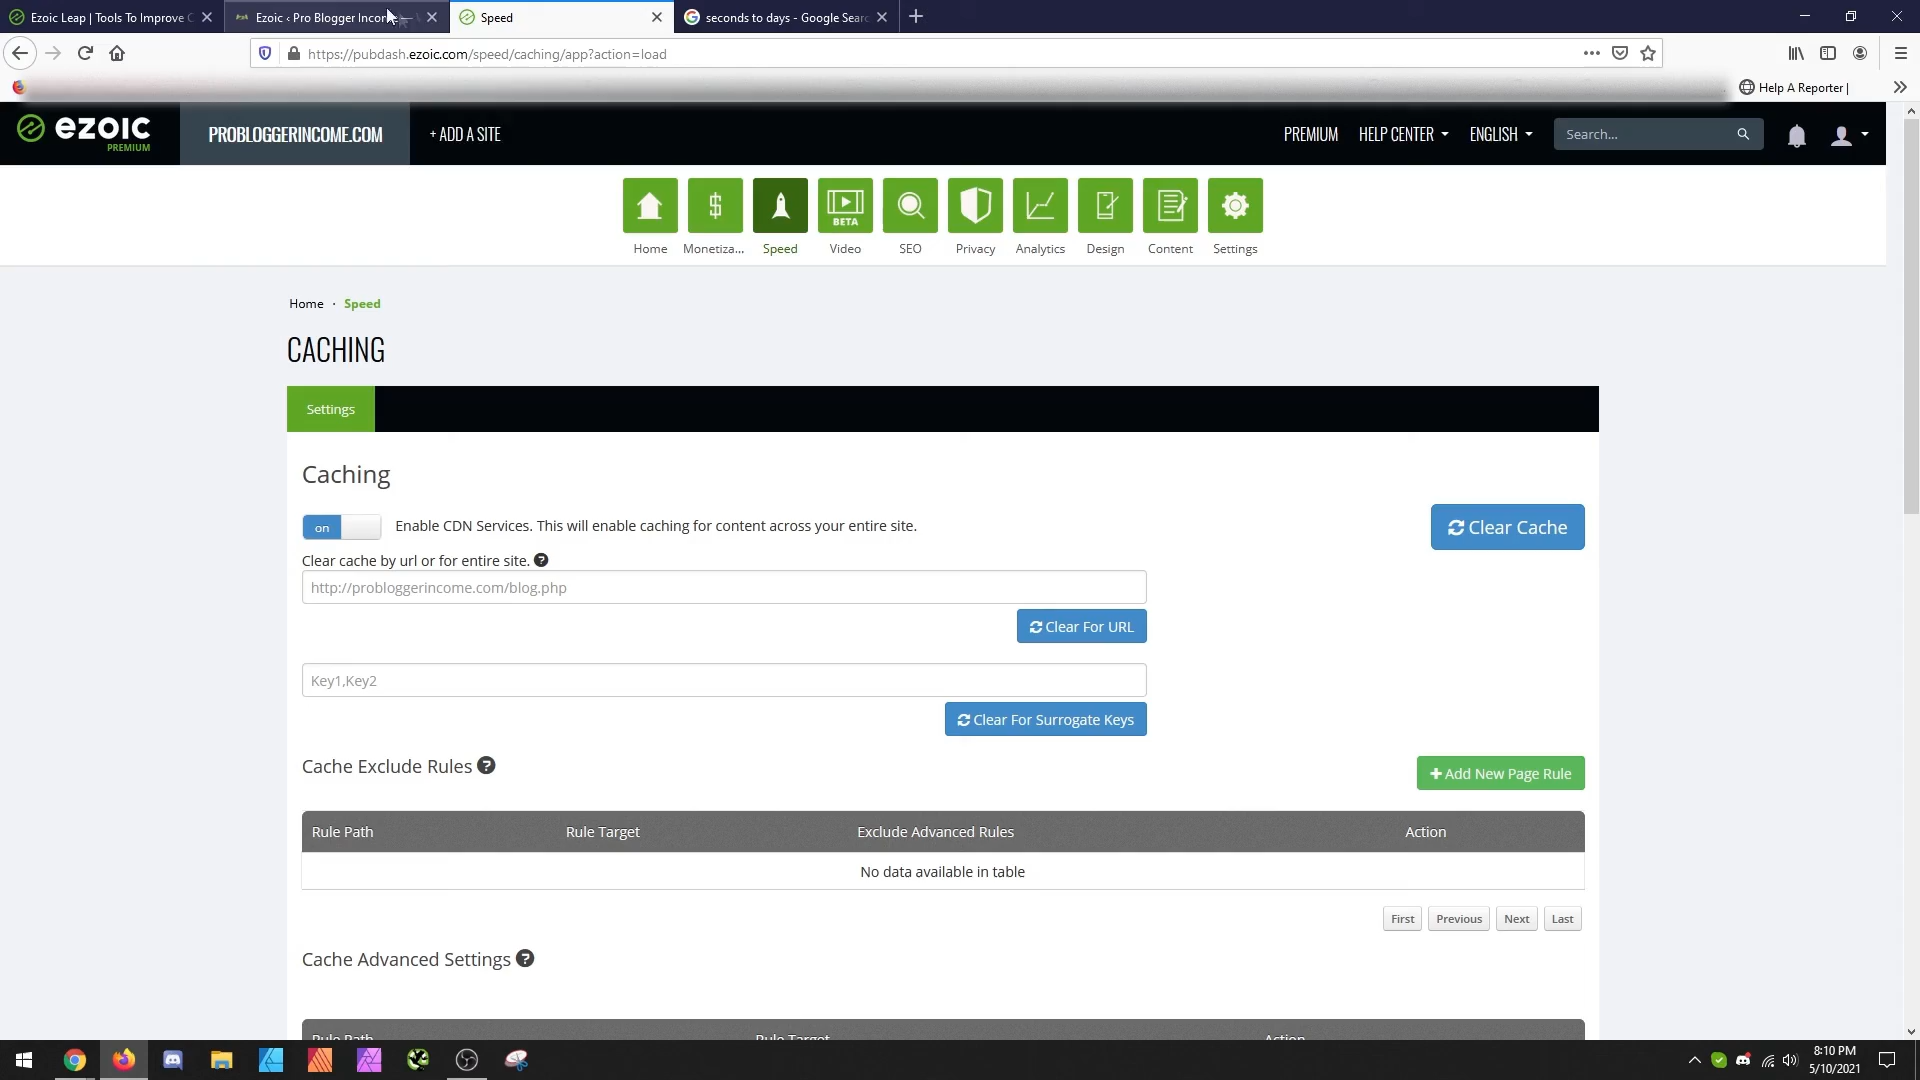 Ezoic Leap | Tools To Improve C
Ezoic ‹ Pro Blogger Incom
Speed
seconds to days - Google Searc
https://pubdash.ezoic.com/speed/caching/app?action=load
Help A Reporter |
ezoic
PREMIUM
PROBLOGGERINCOME.COM
+ ADD A SITE
PREMIUM
HELP CENTER
ENGLISH
Search...
BETA
Home
Monetiza...
Speed
Video
SEO
Privacy
Analytics
Design
Content
Settings
Home · Speed
CACHING
Settings
Caching
on
Enable CDN Services. This will enable caching for content across your entire site.
Clear Cache
Clear cache by url or for entire site. ?
http://probloggerincome.com/blog.php
Clear For URL
Key1,Key2
Clear For Surrogate Keys
Cache Exclude Rules ?
+ Add New Page Rule
Rule Path
Rule Target
Exclude Advanced Rules
Action
No data available in table
First
Previous
Next
Last
Cache Advanced Settings ?
Rule Path
Rule Target
Action
8:10 PM
5/10/2021